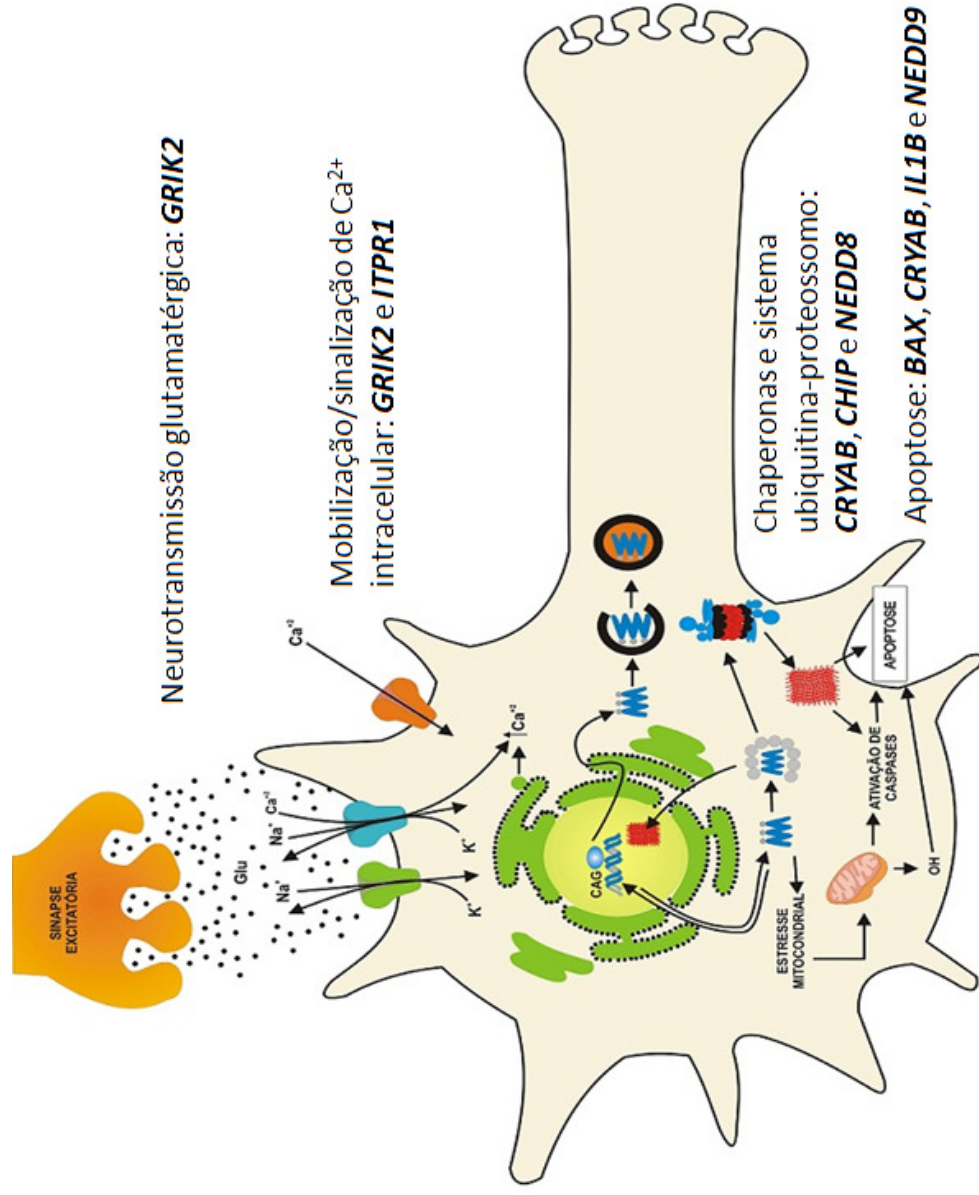 SINAPSE
EXCITATÓRIA
Glu
Na⁺
K⁺
Na⁺
Ca⁺²
K⁺
Ca⁺²
Ca⁺²
CAG
ESTRESSE
MITOCONDRIAL
OH
ATIVAÇÃO DE
CASPASES
APOPTOSE
Neurotransmissão glutamatérgica: GRIK2
Mobilização/sinalização de Ca²⁺
intracelular: GRIK2 e ITPR1
Chaperonas e sistema
ubiquitina-proteossomo:
CRYAB, CHIP e NEDD8
Apoptose: BAX, CRYAB, IL1B e NEDD9